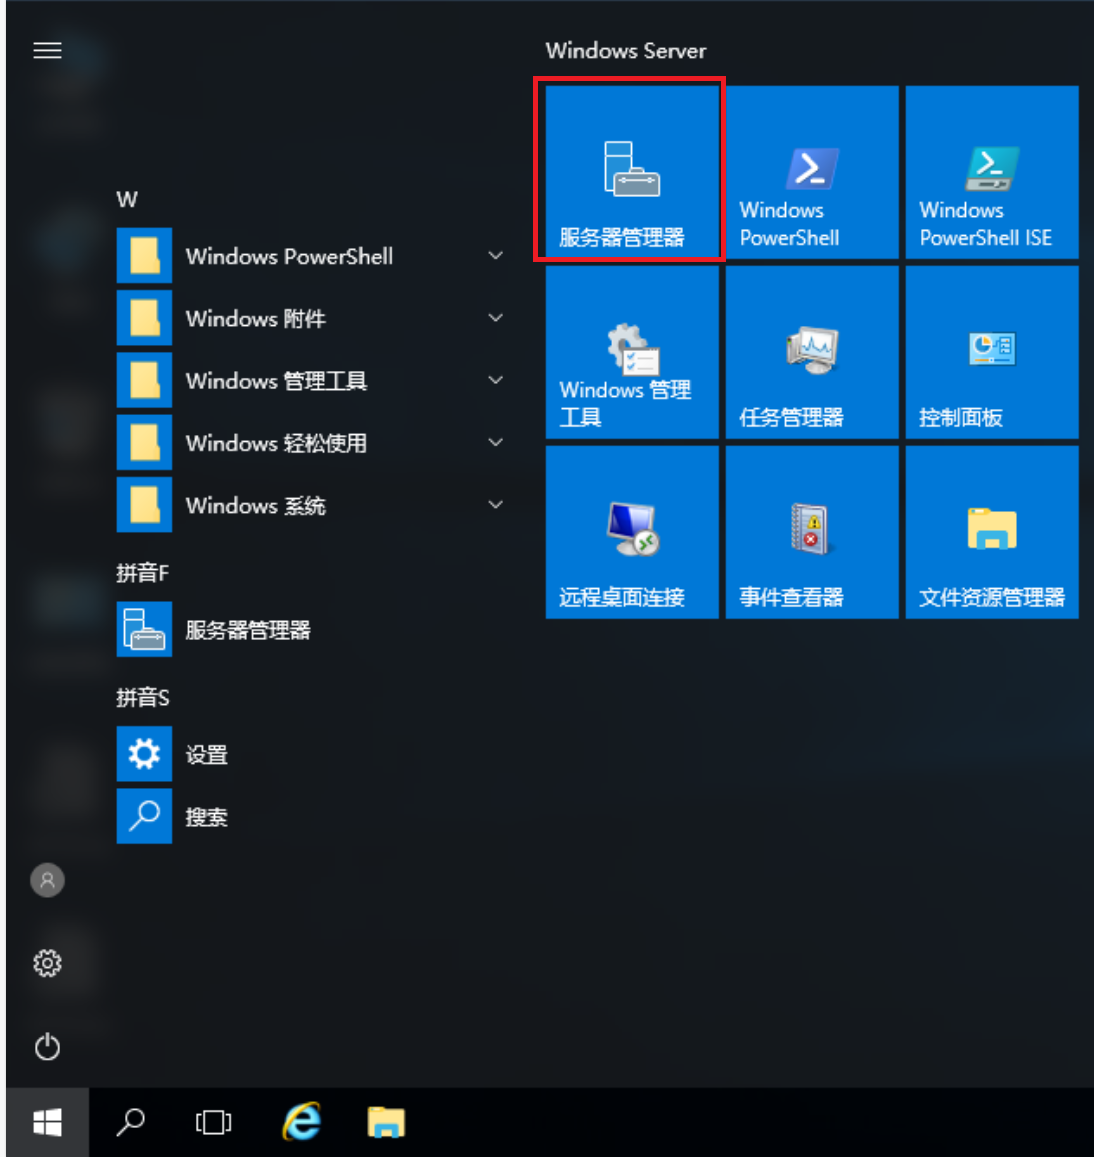 Windows Server
W
Windows PowerShell
Windows 附件
Windows 管理工具
Windows 轻松使用
Windows 系统
拼音F
服务器管理器
拼音S
设置
搜索
服务器管理器
Windows
PowerShell
Windows
PowerShell ISE
Windows 管理
工具
任务管理器
控制面板
远程桌面连接
事件查看器
文件资源管理器